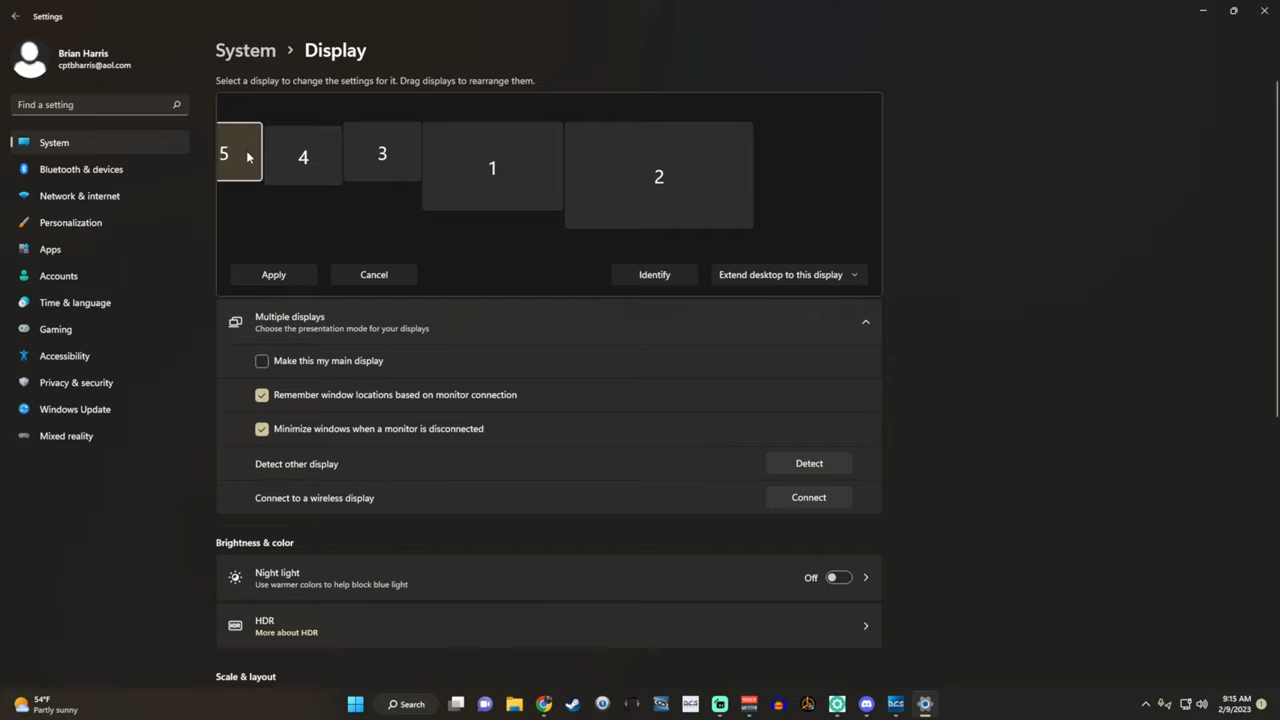 Settings
Brian Harris
cptbharris@aol.com
Find a setting
System
Bluetooth & devices
Network & internet
Personalization
Apps
Accounts
Time & language
Gaming
Accessibility
Privacy & security
Windows Update
Mixed reality
System > Display
Select a display to change the settings for it. Drag displays to rearrange them.
5 4 3 1 2
Apply Cancel Identify Extend desktop to this display
Multiple displays
Choose the presentation mode for your displays
Make this my main display
Remember window locations based on monitor connection
Minimize windows when a monitor is disconnected
Detect other display Detect
Connect to a wireless display Connect
Brightness & color
Night light
Use warmer colors to help block blue light
Off
HDR
More about HDR
Scale & layout
54°F
Partly sunny
Search
9:15 AM
2/9/2023